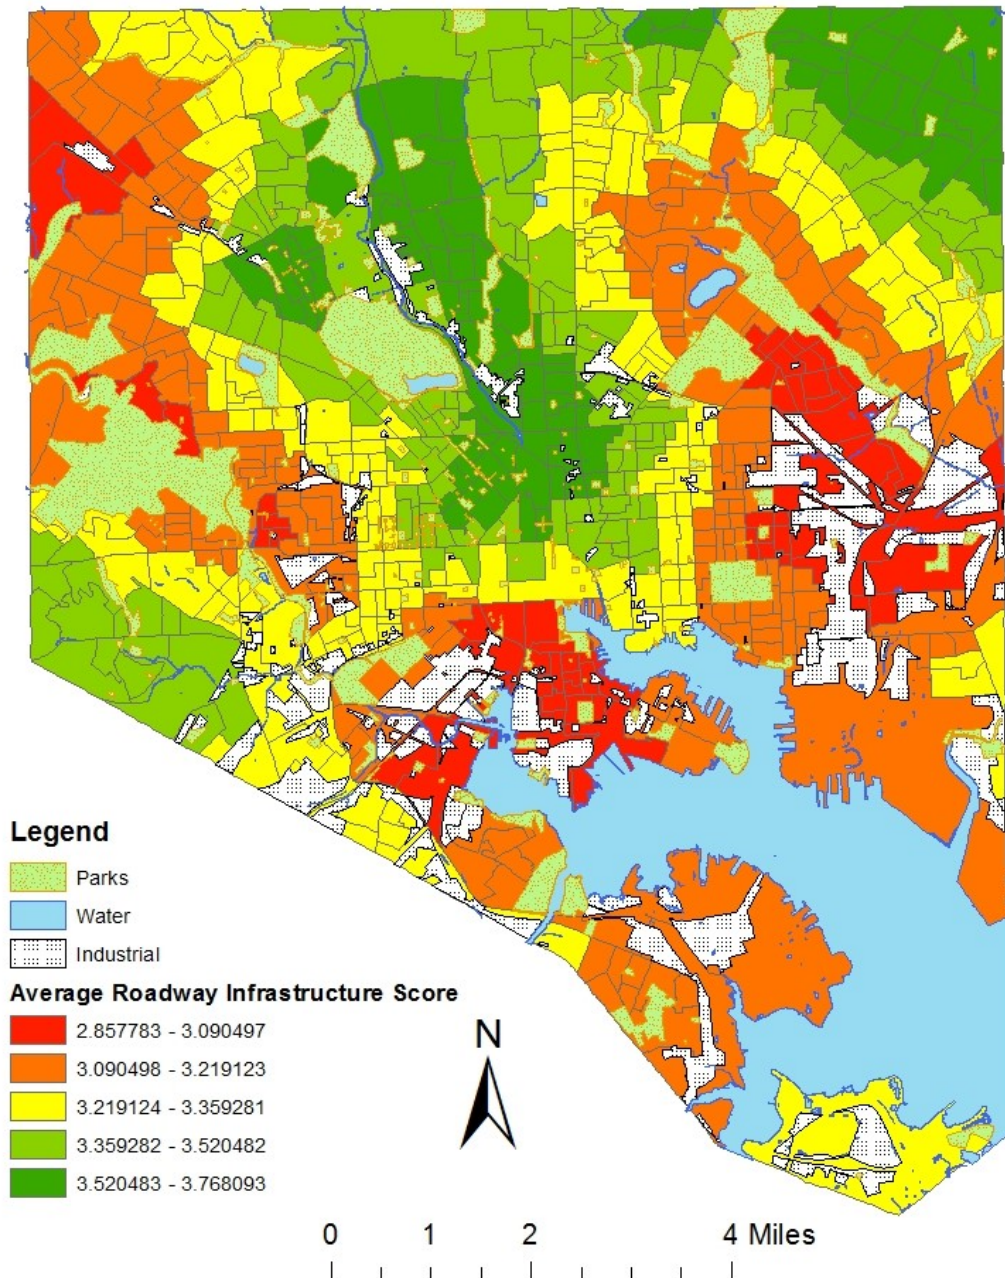 Legend
Parks
Water
Industrial
Average Roadway Infrastructure Score
2.857783 - 3.090497
3.090498 - 3.219123
3.219124 - 3.359281
3.359282 - 3.520482
3.520483 - 3.768093
N
0 1 2 4 Miles